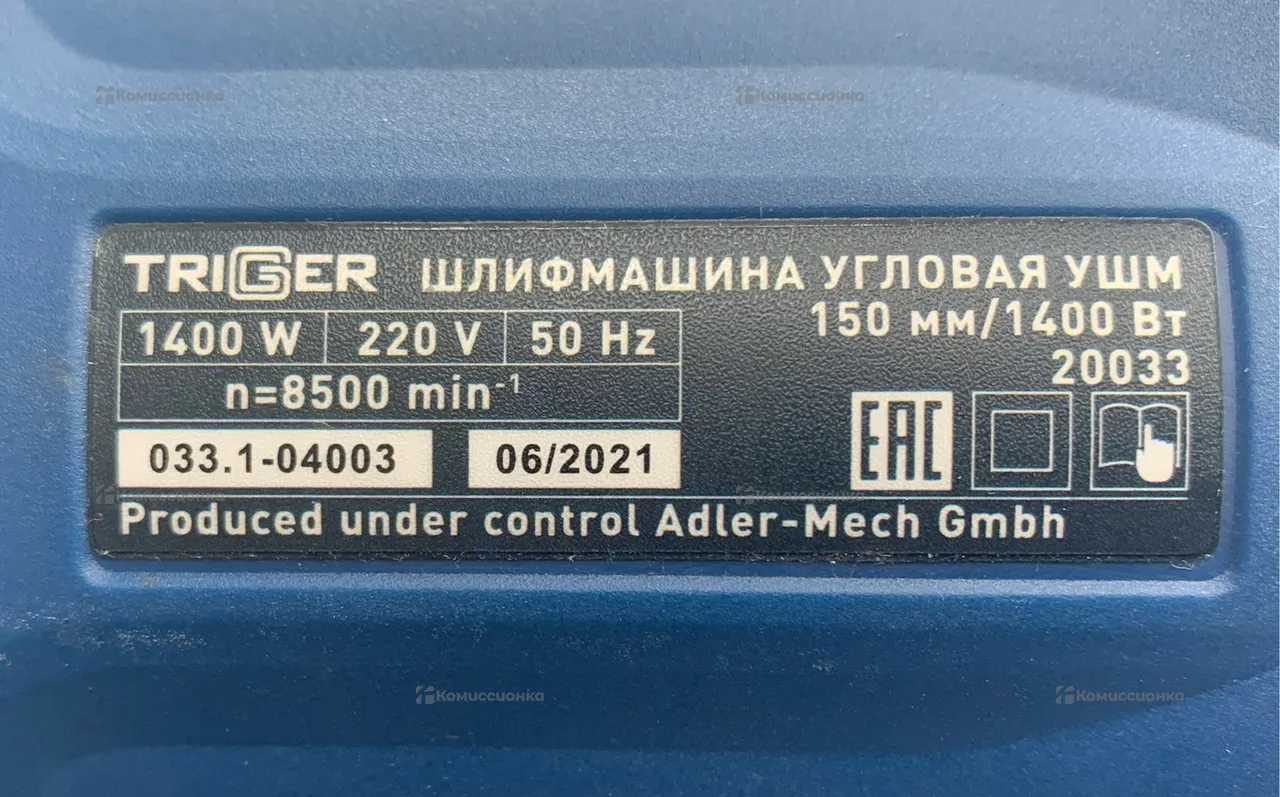 Комиссионка Комиссионка
TRIGGER ШЛИФМАШИНА УГЛОВАЯ УШМ
150 мм/1400 Вт
20033
1400 W 220 V 50 Hz
n=8500 min⁻¹
033.1-04003 06/2021
EAC
Produced under control Adler-Mech Gmbh
Комиссионка Комиссионка